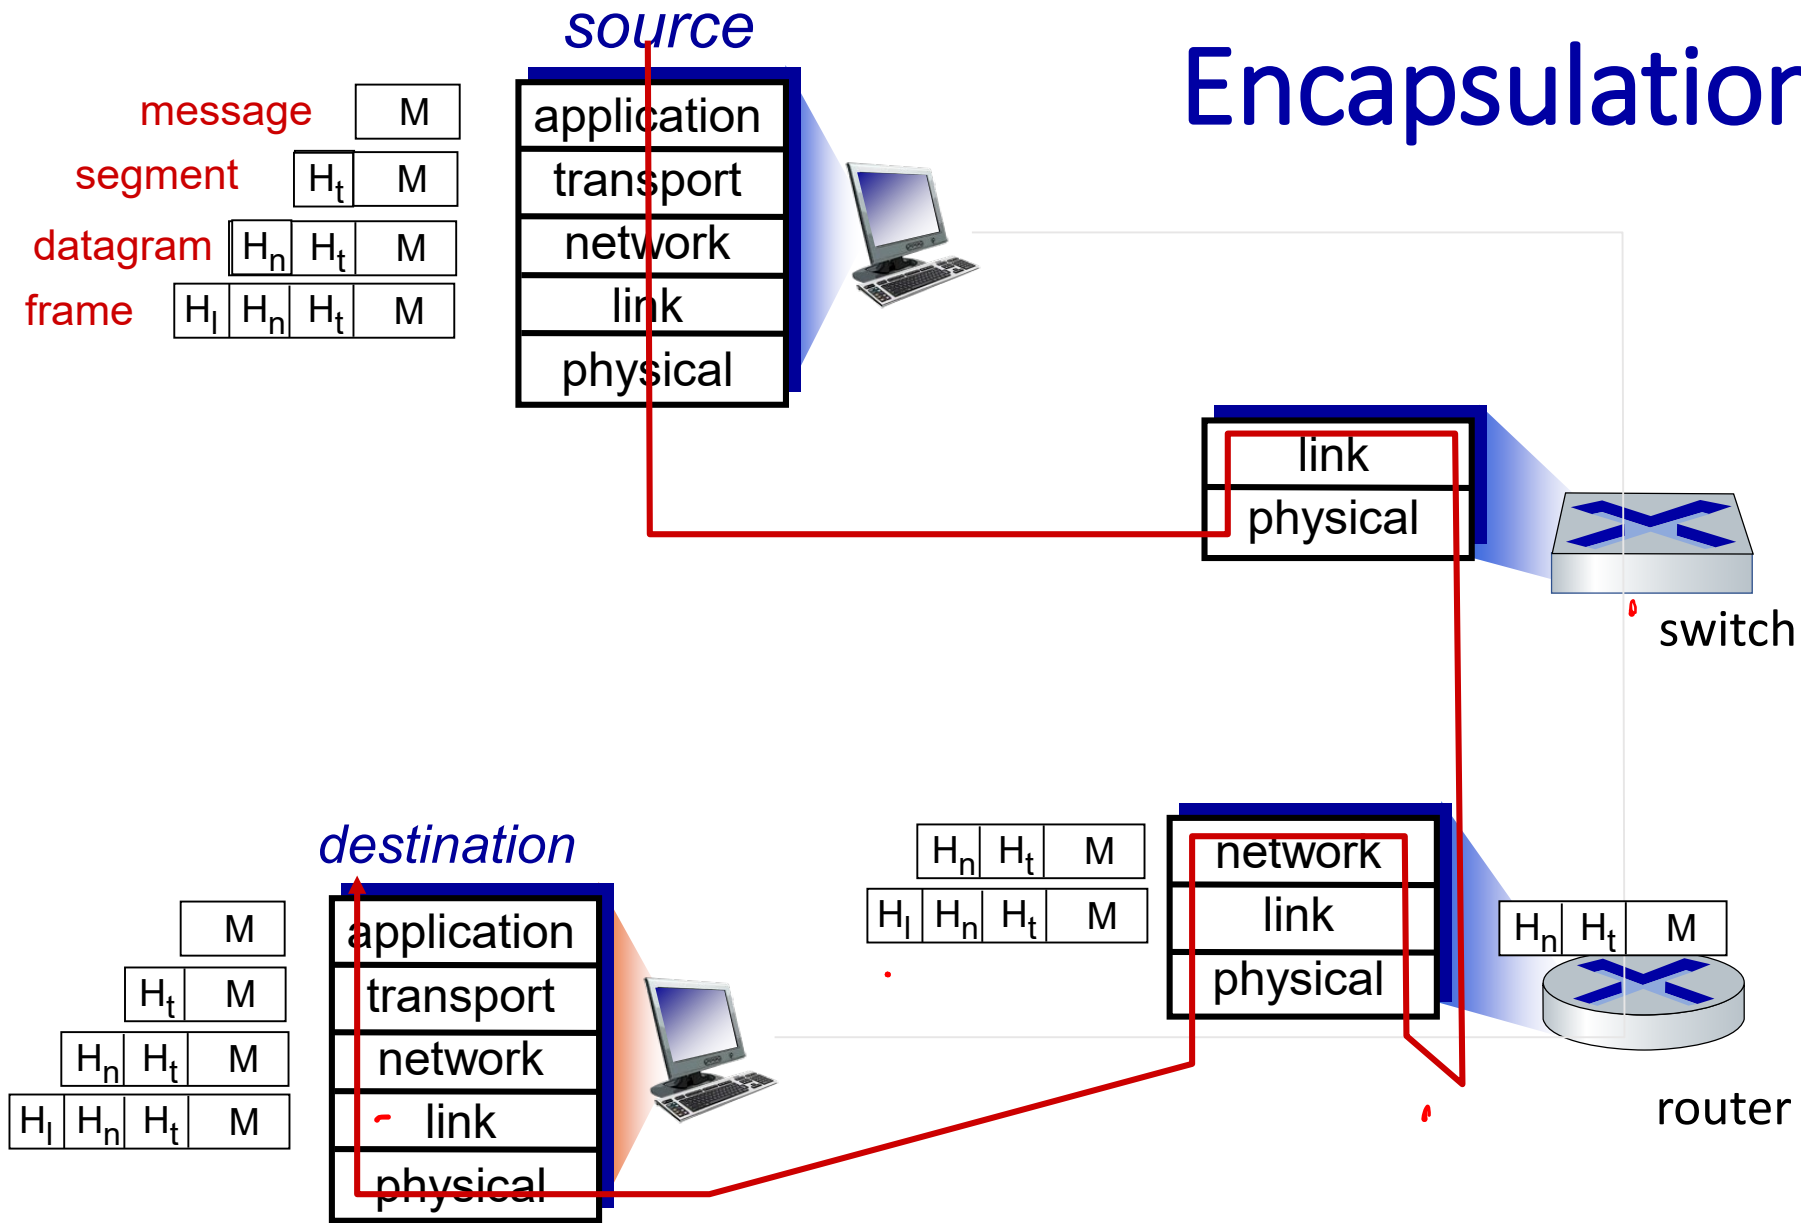 source
Encapsulation
message M
segment Ht M
datagram Hn Ht M
frame Hl Hn Ht M
application
transport
network
link
physical
link
physical
switch
destination
M
Ht M
Hn Ht M
Hl Hn Ht M
application
transport
network
link
physical
Hn Ht M
Hl Hn Ht M
network
link
physical
Hn Ht M
router